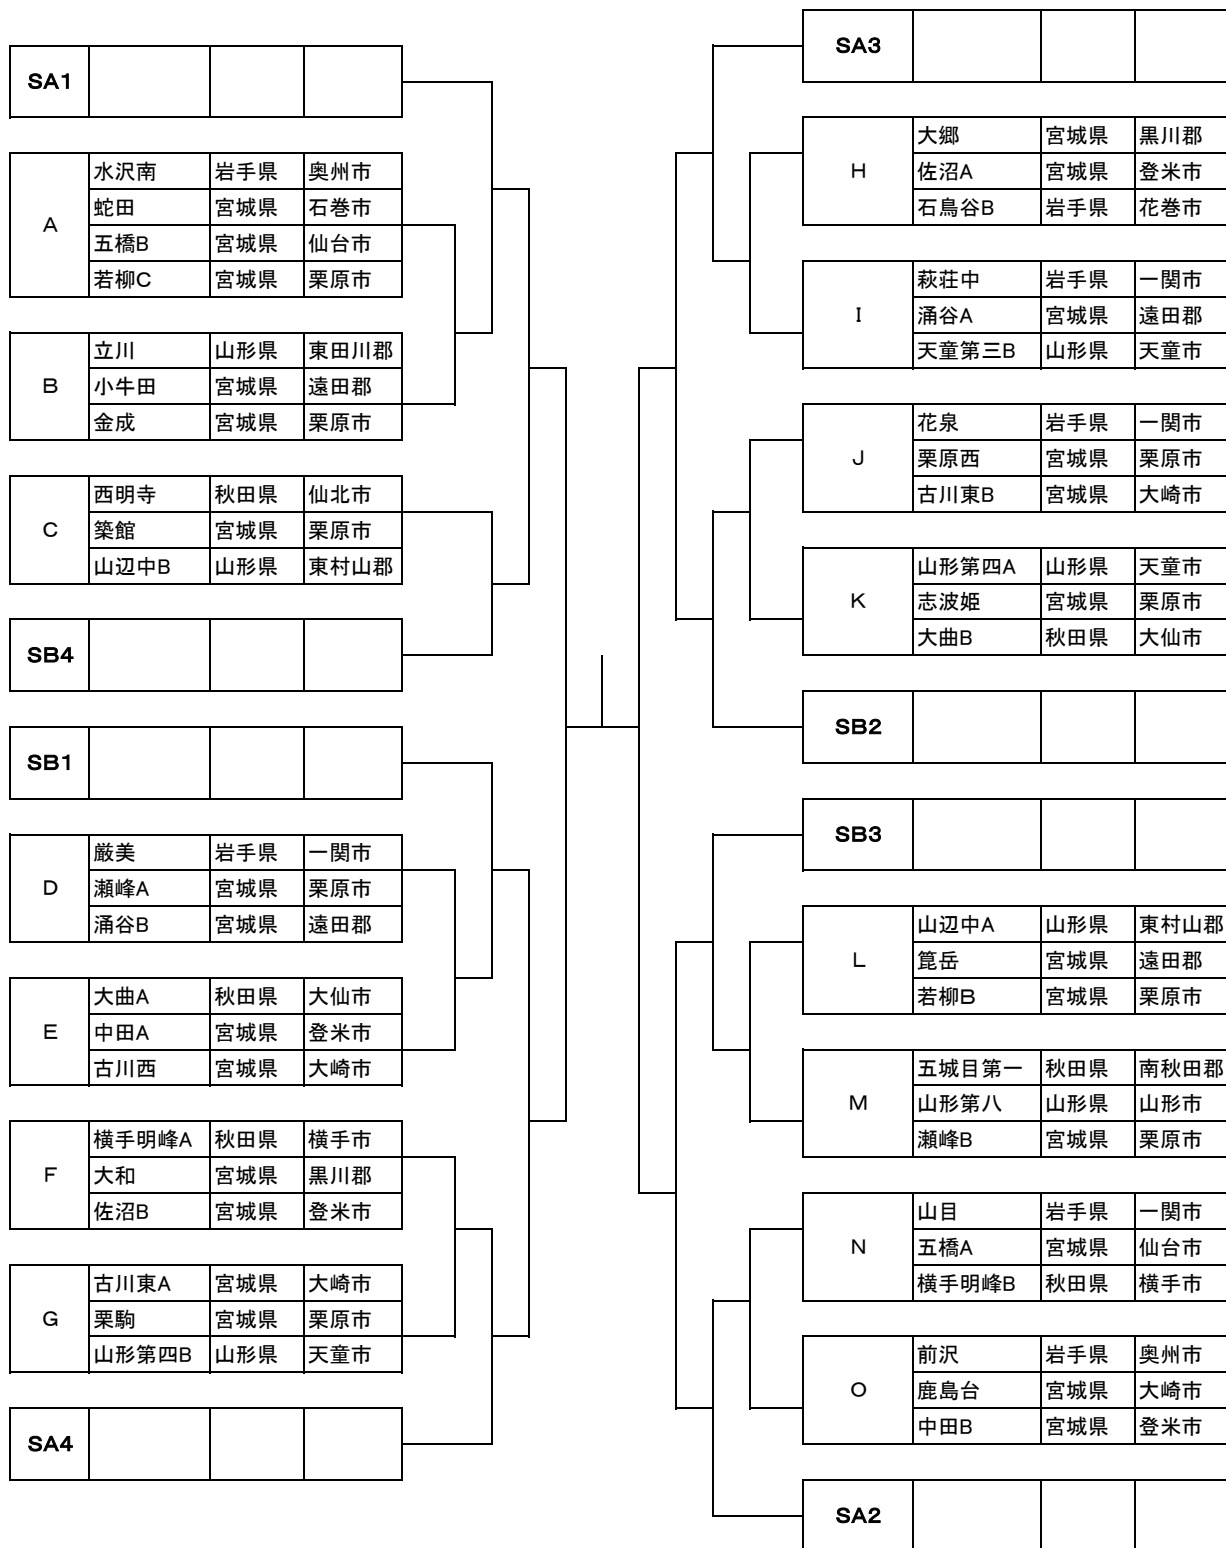 SA1
A
水沢南 岩手県 奥州市
蛇田 宮城県 石巻市
五橋B 宮城県 仙台市
若柳C 宮城県 栗原市
B
立川 山形県 東田川郡
小牛田 宮城県 遠田郡
金成 宮城県 栗原市
C
西明寺 秋田県 仙北市
築館 宮城県 栗原市
山辺中B 山形県 東村山郡
SB4
SB1
D
厳美 岩手県 一関市
瀬峰A 宮城県 栗原市
涌谷B 宮城県 遠田郡
E
大曲A 秋田県 大仙市
中田A 宮城県 登米市
古川西 宮城県 大崎市
F
横手明峰A 秋田県 横手市
大和 宮城県 黒川郡
佐沼B 宮城県 登米市
G
古川東A 宮城県 大崎市
栗駒 宮城県 栗原市
山形第四B 山形県 天童市
SA4
SA3
H
大郷 宮城県 黒川郡
佐沼A 宮城県 登米市
石鳥谷B 岩手県 花巻市
I
萩荘中 岩手県 一関市
涌谷A 宮城県 遠田郡
天童第三B 山形県 天童市
J
花泉 岩手県 一関市
栗原西 宮城県 栗原市
古川東B 宮城県 大崎市
K
山形第四A 山形県 天童市
志波姫 宮城県 栗原市
大曲B 秋田県 大仙市
SB2
SB3
L
山辺中A 山形県 東村山郡
箟岳 宮城県 遠田郡
若柳B 宮城県 栗原市
M
五城目第一 秋田県 南秋田郡
山形第八 山形県 山形市
瀬峰B 宮城県 栗原市
N
山目 岩手県 一関市
五橋A 宮城県 仙台市
横手明峰B 秋田県 横手市
O
前沢 岩手県 奥州市
鹿島台 宮城県 大崎市
中田B 宮城県 登米市
SA2